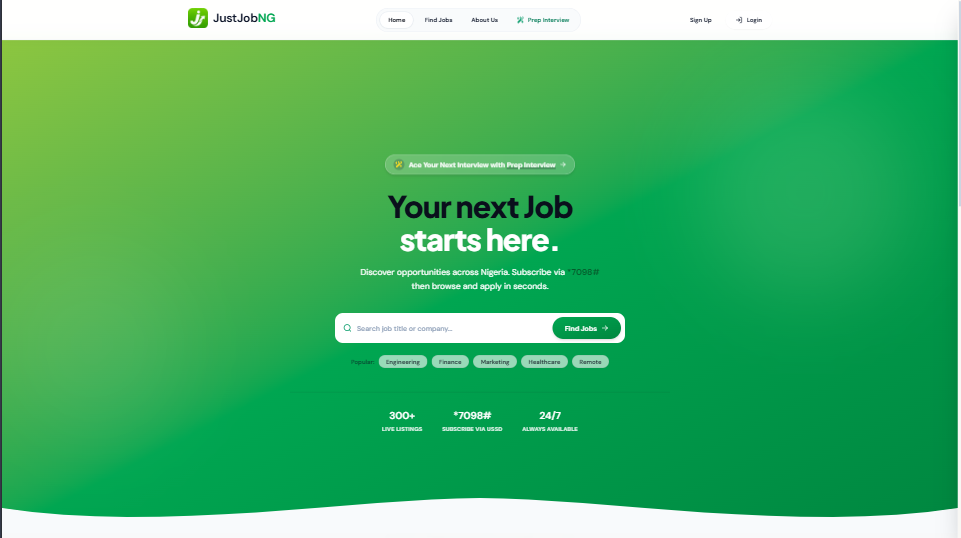 JustJobNG
Home Find Jobs About Us Prep Interview
Sign Up Login
Ace Your Next Interview with Prep Interview →
Your next Job
starts here.
Discover opportunities across Nigeria. Subscribe via *7098#
then browse and apply in seconds.
Search job title or company... Find Jobs →
Popular: Engineering Finance Marketing Healthcare Remote
300+ *7098# 24/7
LIVE LISTINGS SUBSCRIBE VIA USSD ALWAYS AVAILABLE